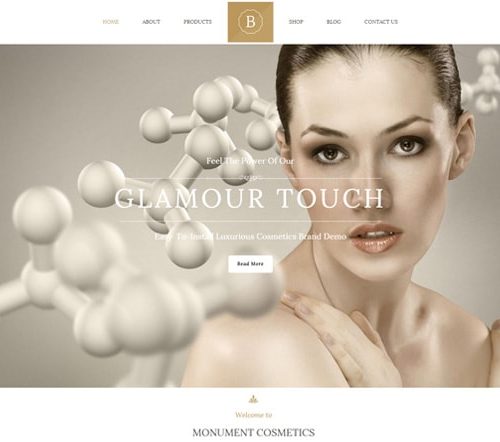 HOME ABOUT PRODUCTS B SHOP BLOG CONTACT US
Feel The Power Of Our
GLAMOUR TOUCH
Easy-To-Install Luxurious Cosmetics Brand Demo
Read More
Welcome to
MONUMENT COSMETICS